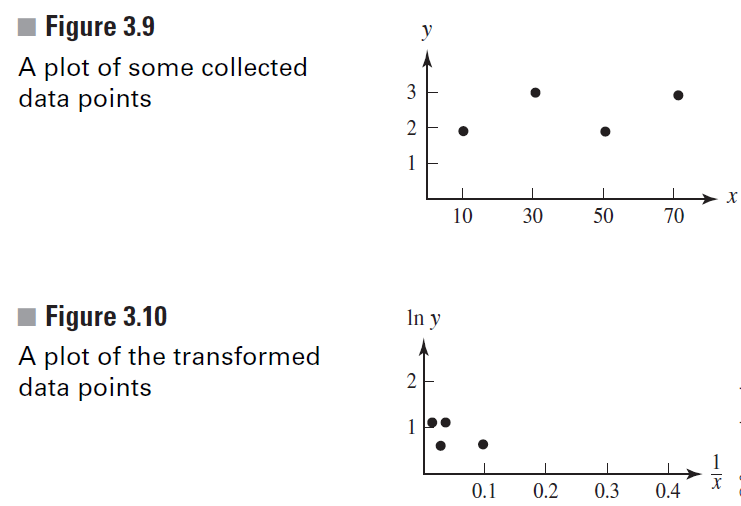 Figure 3.9
A plot of some collected
data points
y
3
2
1
x
10 30 50 70
Figure 3.10
A plot of the transformed
data points
ln y
2
1
1
x
0.1 0.2 0.3 0.4